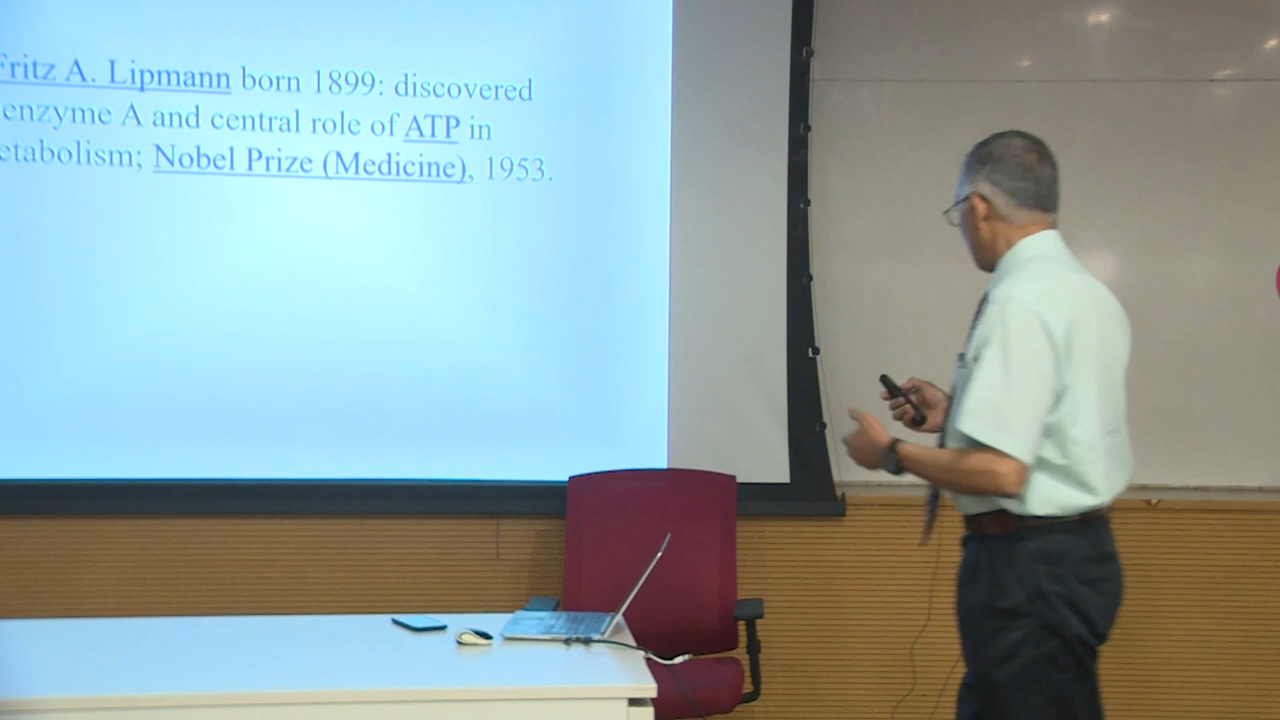 Fritz A. Lipmann born 1899: discovered
enzyme A and central role of ATP in
etabolism; Nobel Prize (Medicine), 1953.